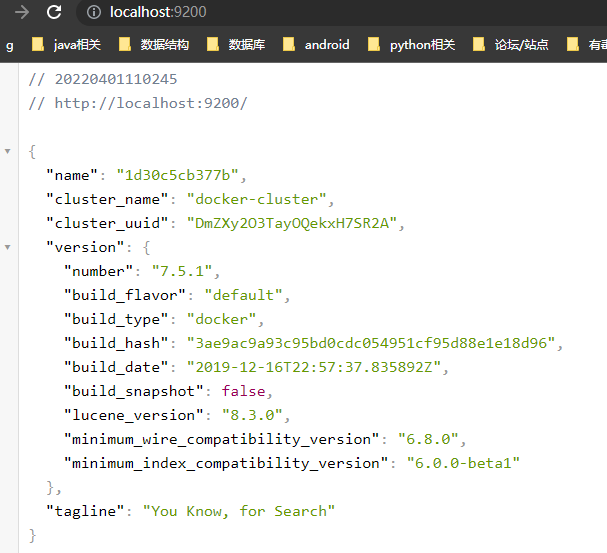 localhost:9200
g java相关 数据结构 数据库 android python相关 论坛/站点 有毒
// 20220401110245
// http://localhost:9200/
{
"name": "1d30c5cb377b",
"cluster_name": "docker-cluster",
"cluster_uuid": "DmZXy2O3TayOQekxH7SR2A",
"version": {
"number": "7.5.1",
"build_flavor": "default",
"build_type": "docker",
"build_hash": "3ae9ac9a93c95bd0cdc054951cf95d88e1e18d96",
"build_date": "2019-12-16T22:57:37.835892Z",
"build_snapshot": false,
"lucene_version": "8.3.0",
"minimum_wire_compatibility_version": "6.8.0",
"minimum_index_compatibility_version": "6.0.0-beta1"
},
"tagline": "You Know, for Search"
}